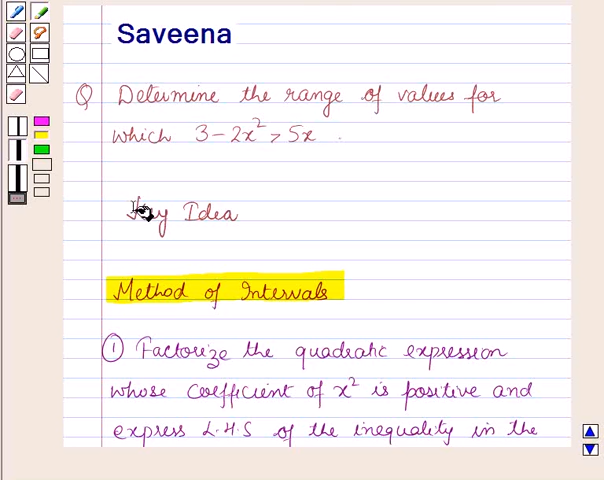 Saveena
Q Determine the range of values for
which 3 - 2x² > 5x .
Key Idea
Method of Intervals
① Factorize the quadratic expression
whose coefficient of x² is positive and
express L.H.S of the inequality in the